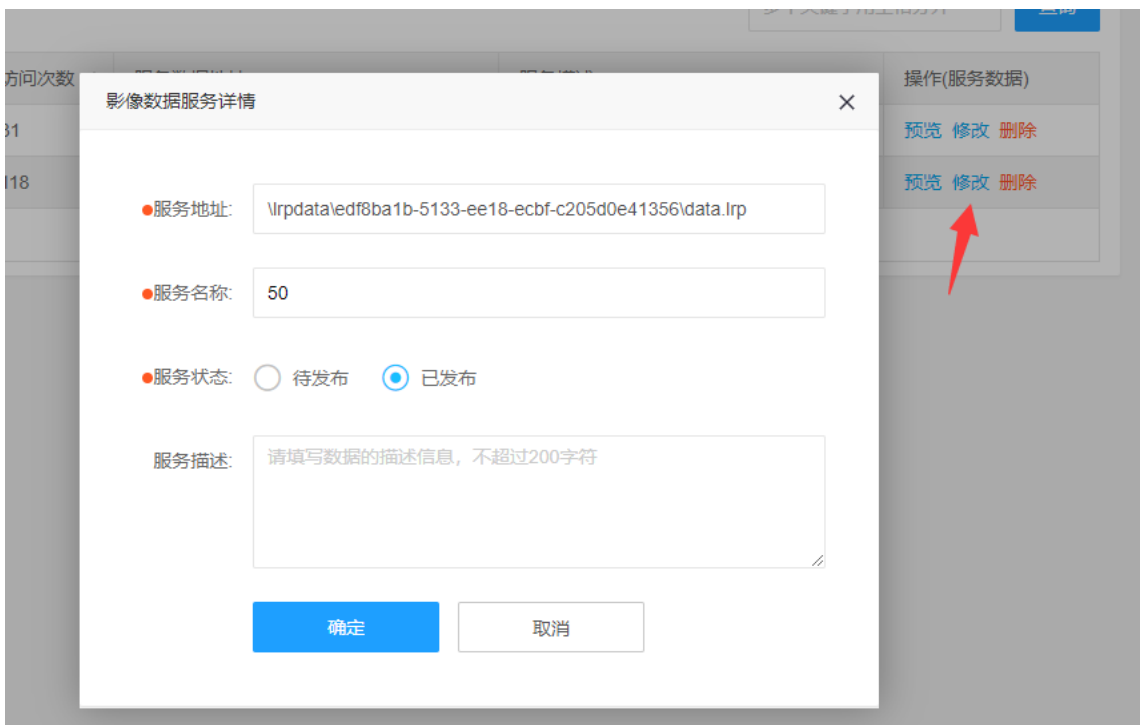 访问次数
操作(服务数据)
影像数据服务详情
31
预览 修改 删除
118
预览 修改 删除
服务地址: \lrpdata\edf8ba1b-5133-ee18-ecbf-c205d0e41356\data.lrp
服务名称: 50
服务状态: 待发布 已发布
服务描述: 请填写数据的描述信息，不超过200字符
确定 取消